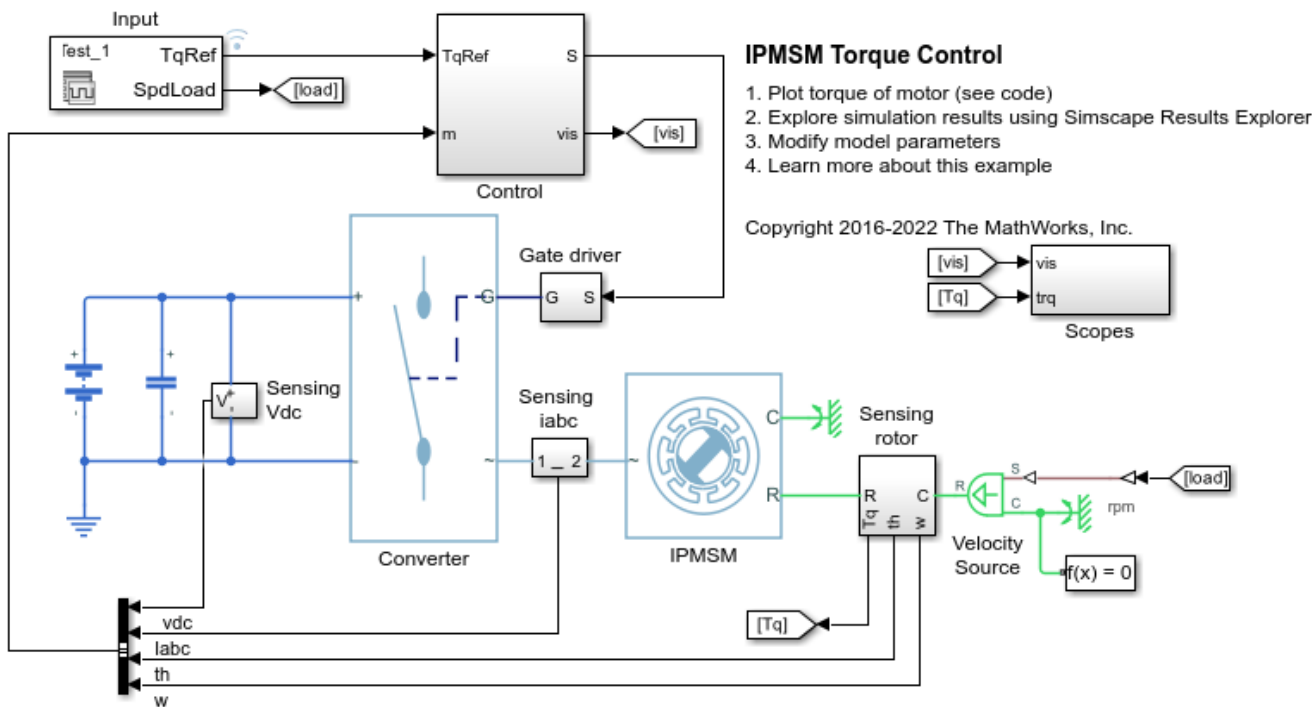 Input
Test_1
TqRef
SpdLoad
[load]
TqRef
S
m
vis
[vis]
Control
IPMSM Torque Control
1. Plot torque of motor (see code)
2. Explore simulation results using Simscape Results Explorer
3. Modify model parameters
4. Learn more about this example
Copyright 2016-2022 The MathWorks, Inc.
[vis]
vis
[Tq]
trq
Scopes
Gate driver
G
G S
+
-
~
Converter
+
-
+
-
V
+
-
Sensing
Vdc
Sensing
iabc
1 _ 2
~
C
R
IPMSM
Sensing
rotor
R C
Tq
th
w
R
S
C
Velocity
Source
rpm
[load]
f(x) = 0
[Tq]
vdc
Iabc
th
w